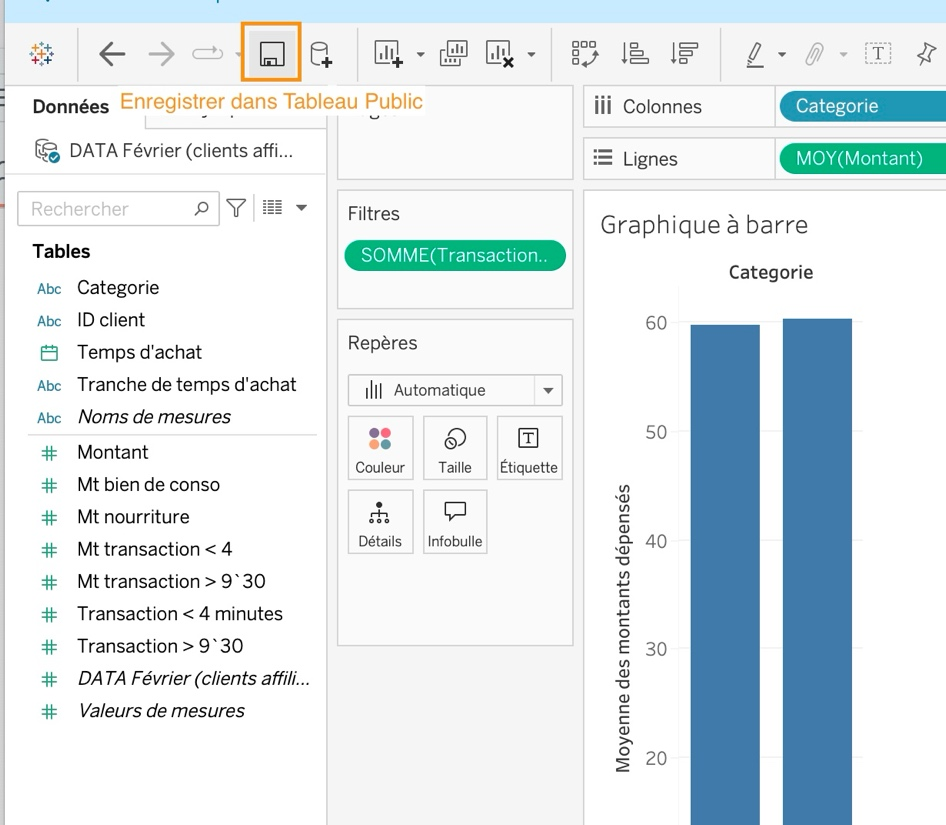 Enregistrer dans Tableau Public
Données
DATA Février (clients affi...
Rechercher
Tables
Abc Categorie
Abc ID client
Temps d'achat
Abc Tranche de temps d'achat
Abc Noms de mesures
Montant
Mt bien de conso
Mt nourriture
Mt transaction < 4
Mt transaction > 9`30
Transaction < 4 minutes
Transaction > 9`30
DATA Février (clients affili...
Valeurs de mesures
Filtres
SOMME(Transaction..
Repères
Automatique
Couleur
Taille
T
Étiquette
Détails
Infobulle
T
Colonnes
Categorie
Lignes
MOY(Montant)
Graphique à barre
Categorie
Moyenne des montants dépensés
60
50
40
30
20